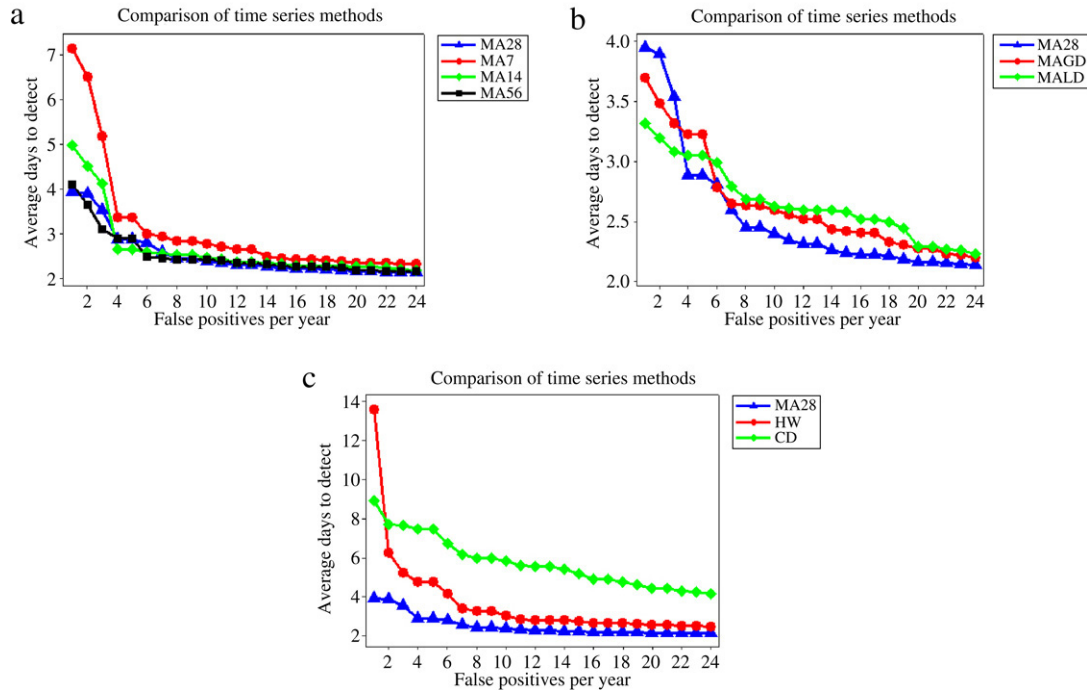 a
Comparison of time series methods
MA28
MA7
MA14
MA56
Average days to detect
7
6
5
4
3
2
2 4 6 8 10 12 14 16 18 20 22 24
False positives per year
b
Comparison of time series methods
MA28
MAGD
MALD
Average days to detect
4.0
3.5
3.0
2.5
2.0
2 4 6 8 10 12 14 16 18 20 22 24
False positives per year
c
Comparison of time series methods
MA28
HW
CD
Average days to detect
14
12
10
8
6
4
2
2 4 6 8 10 12 14 16 18 20 22 24
False positives per year